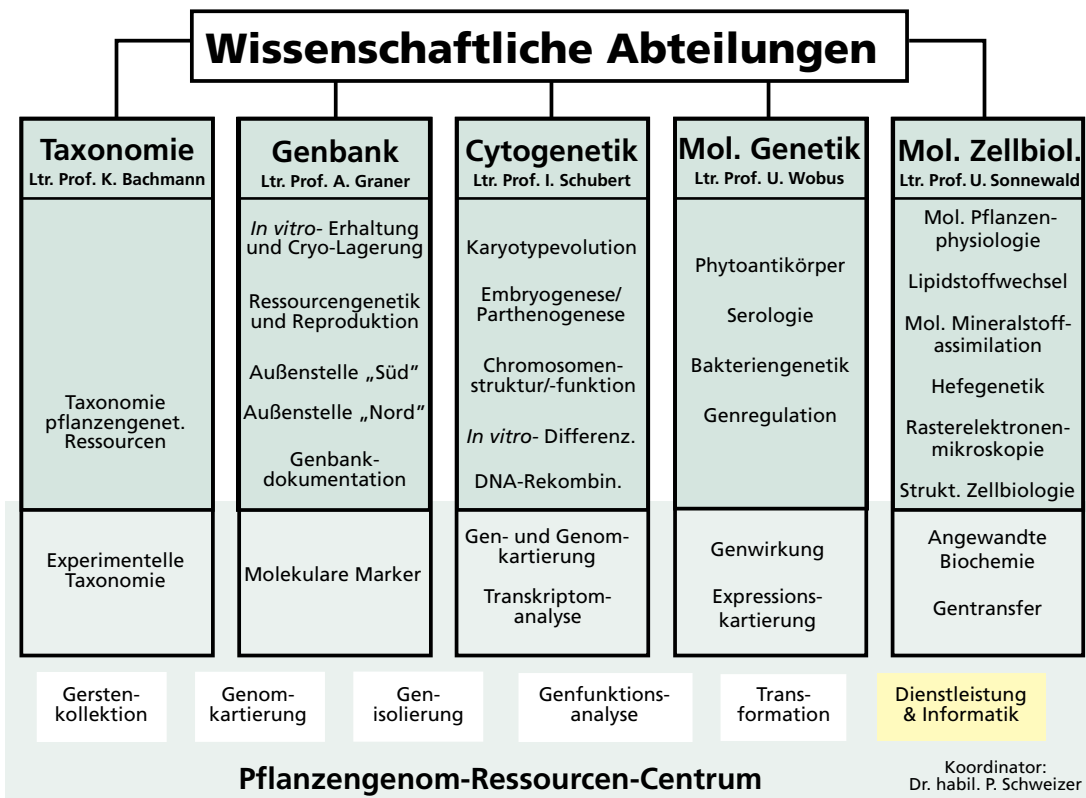 Wissenschaftliche Abteilungen
Taxonomie
Ltr. Prof. K. Bachmann
Taxonomie
pflanzengenet.
Ressourcen
Experimentelle
Taxonomie
Genbank
Ltr. Prof. A. Graner
In vitro- Erhaltung
und Cryo-Lagerung
Ressourcengenetik
und Reproduktion
Außenstelle „Süd”
Außenstelle „Nord”
Genbank-
dokumentation
Molekulare Marker
Cytogenetik
Ltr. Prof. I. Schubert
Karyotypevolution
Embryogenese/
Parthenogenese
Chromosomen-
struktur/-funktion
In vitro- Differenz.
DNA-Rekombin.
Gen- und Genom-
kartierung
Transkriptom-
analyse
Mol. Genetik
Ltr. Prof. U. Wobus
Phytoantikörper
Serologie
Bakteriengenetik
Genregulation
Genwirkung
Expressions-
kartierung
Mol. Zellbiol.
Ltr. Prof. U. Sonnewald
Mol. Pflanzen-
physiologie
Lipidstoffwechsel
Mol. Mineralstoff-
assimilation
Hefegenetik
Rasterelektronen-
mikroskopie
Strukt. Zellbiologie
Angewandte
Biochemie
Gentransfer
Gersten-
kollektion
Genom-
kartierung
Gen-
isolierung
Genfunktions-
analyse
Trans-
formation
Dienstleistung
& Informatik
Pflanzengenom-Ressourcen-Centrum
Koordinator:
Dr. habil. P. Schweizer